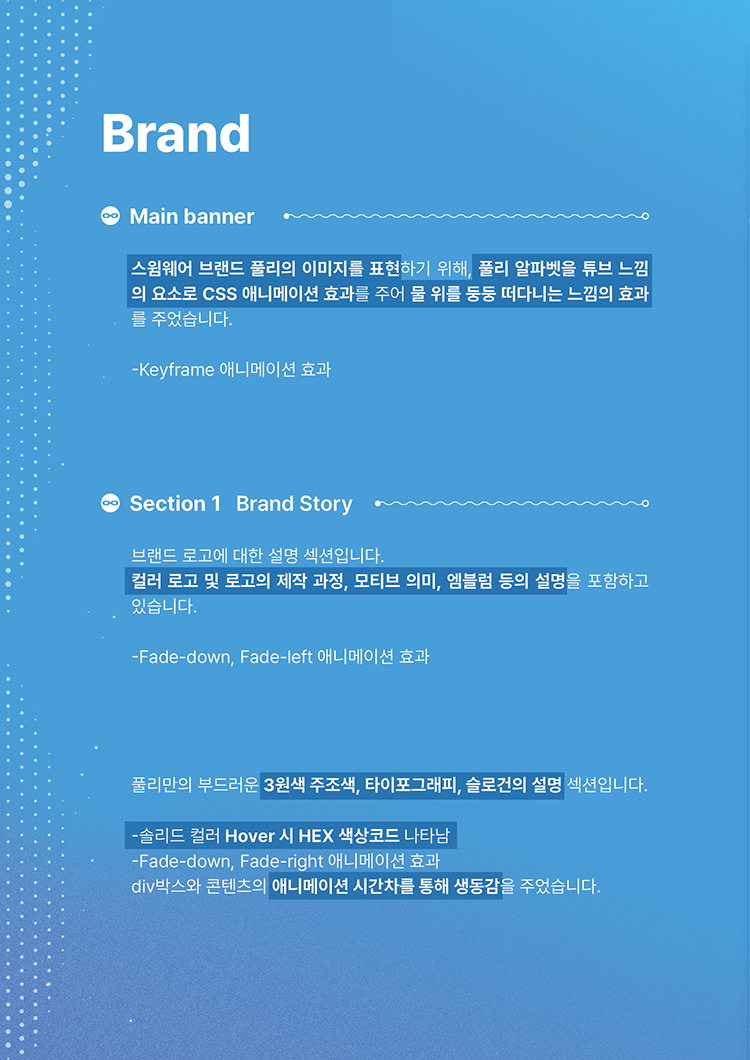 Brand
Main banner
스윔웨어 브랜드 풀리의 이미지를 표현하기 위해, 풀리 알파벳을 튜브 느낌
의 요소로 CSS 애니메이션 효과를 주어 물 위를 둥둥 떠다니는 느낌의 효과
를 주었습니다.
-Keyframe 애니메이션 효과
Section 1 Brand Story
브랜드 로고에 대한 설명 섹션입니다.
컬러 로고 및 로고의 제작 과정, 모티브 의미, 엠블럼 등의 설명을 포함하고
있습니다.
-Fade-down, Fade-left 애니메이션 효과
풀리만의 부드러운 3원색 주조색, 타이포그래피, 슬로건의 설명 섹션입니다.
-솔리드 컬러 Hover 시 HEX 색상코드 나타남
-Fade-down, Fade-right 애니메이션 효과
div박스와 콘텐츠의 애니메이션 시간차를 통해 생동감을 주었습니다.